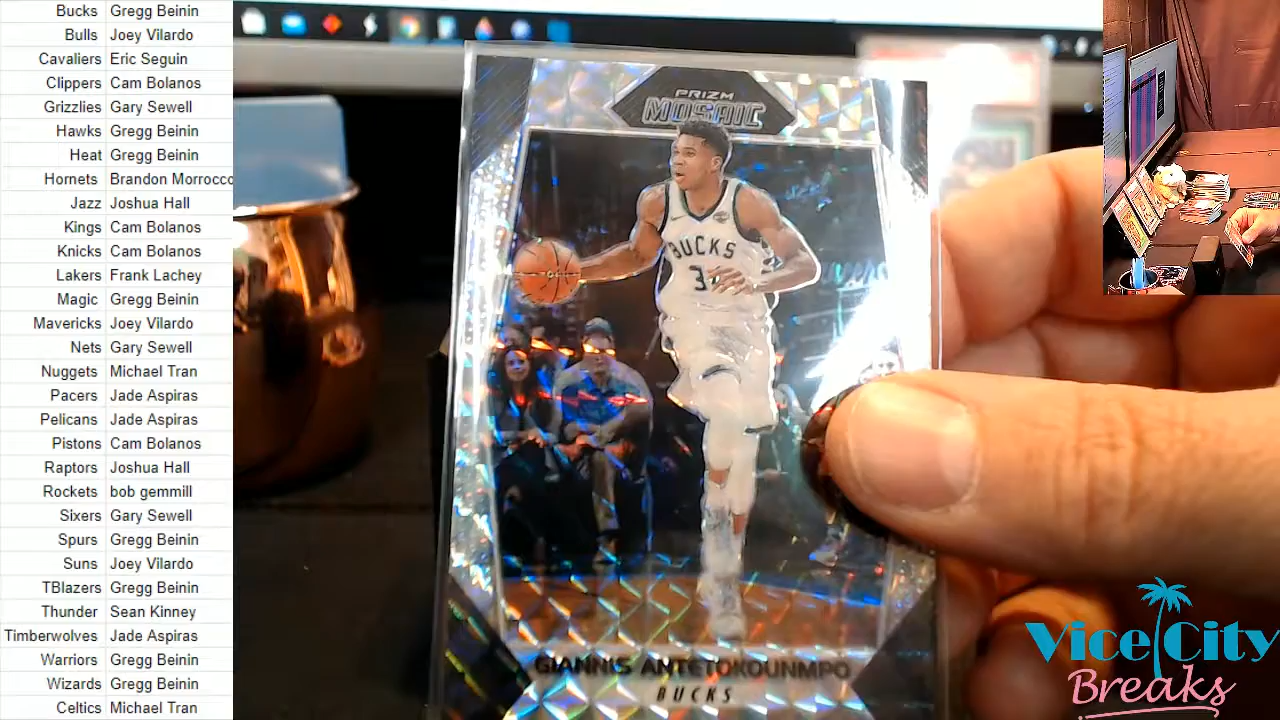 Bucks Gregg Beinin
Bulls Joey Vilardo
Cavaliers Eric Seguin
Clippers Cam Bolanos
Grizzlies Gary Sewell
Hawks Gregg Beinin
Heat Gregg Beinin
Hornets Brandon Morrocco
Jazz Joshua Hall
Kings Cam Bolanos
Knicks Cam Bolanos
Lakers Frank Lachey
Magic Gregg Beinin
Mavericks Joey Vilardo
Nets Gary Sewell
Nuggets Michael Tran
Pacers Jade Aspiras
Pelicans Jade Aspiras
Pistons Cam Bolanos
Raptors Joshua Hall
Rockets bob gemmill
Sixers Gary Sewell
Spurs Gregg Beinin
Suns Joey Vilardo
TBlazers Gregg Beinin
Thunder Sean Kinney
Timberwolves Jade Aspiras
Warriors Gregg Beinin
Wizards Gregg Beinin
Celtics Michael Tran
PRIZM
MOSAIC
BUCKS
GIANNIS ANTETOKOUNMPO
BUCKS
Vice City
Breaks